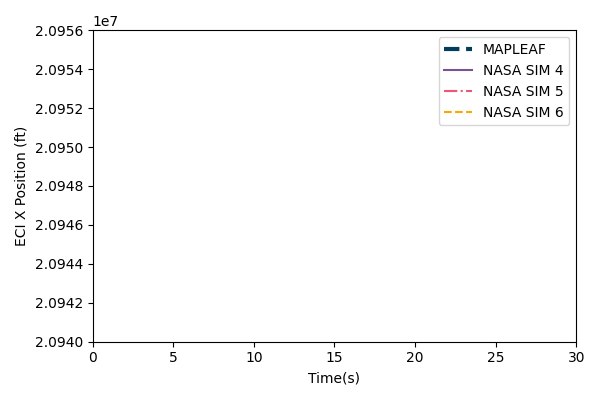 1e7
2.0956
2.0954
2.0952
2.0950
2.0948
2.0946
2.0944
2.0942
2.0940
ECI X Position (ft)
MAPLEAF
NASA SIM 4
NASA SIM 5
NASA SIM 6
0 5 10 15 20 25 30
Time(s)